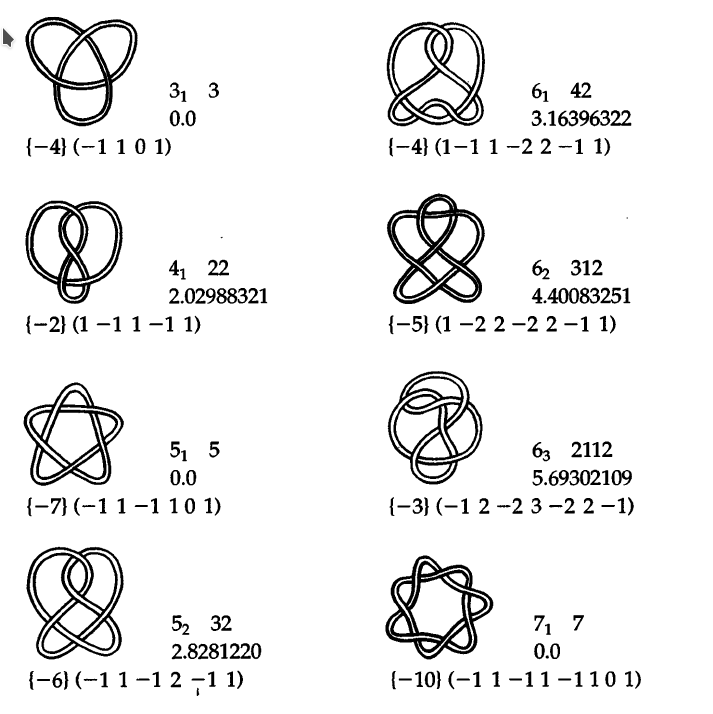 3₁ 3
0.0
{−4} (−1 1 0 1)
4₁ 22
2.02988321
{−2} (1 −1 1 −1 1)
5₁ 5
0.0
{−7} (−1 1 −1 1 0 1)
5₂ 32
2.8281220
{−6} (−1 1 −1 2 −1 1)
6₁ 42
3.16396322
{−4} (1−1 1 −2 2 −1 1)
6₂ 312
4.40083251
{−5} (1 −2 2 −2 2 −1 1)
6₃ 2112
5.69302109
{−3} (−1 2 −2 3 −2 2 −1)
7₁ 7
0.0
{−10} (−1 1 −1 1 −1 1 0 1)